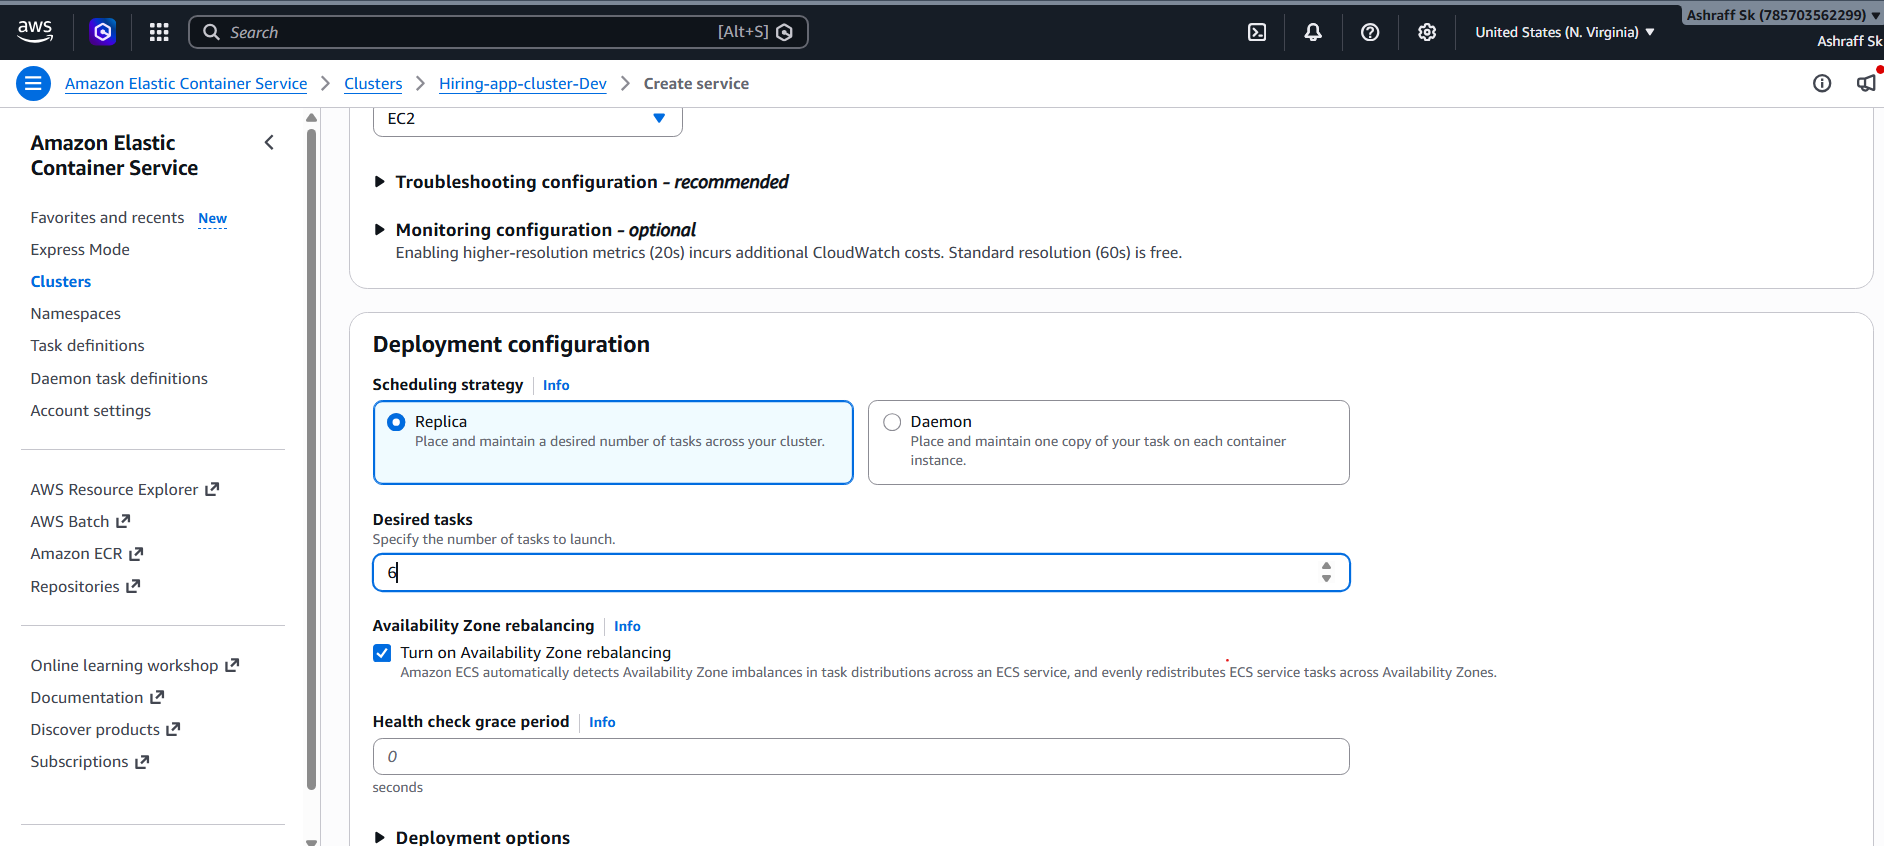 aws
Search
[Alt+S]
United States (N. Virginia)
Ashraff Sk (785703562299)
Ashraff Sk
Amazon Elastic Container Service
Clusters
Hiring-app-cluster-Dev
Create service
Amazon Elastic
Container Service
Favorites and recents New
Express Mode
Clusters
Namespaces
Task definitions
Daemon task definitions
Account settings
AWS Resource Explorer
AWS Batch
Amazon ECR
Repositories
Online learning workshop
Documentation
Discover products
Subscriptions
EC2
Troubleshooting configuration - recommended
Monitoring configuration - optional
Enabling higher-resolution metrics (20s) incurs additional CloudWatch costs. Standard resolution (60s) is free.
Deployment configuration
Scheduling strategy Info
Replica
Place and maintain a desired number of tasks across your cluster.
Daemon
Place and maintain one copy of your task on each container
instance.
Desired tasks
Specify the number of tasks to launch.
6
Availability Zone rebalancing Info
Turn on Availability Zone rebalancing
Amazon ECS automatically detects Availability Zone imbalances in task distributions across an ECS service, and evenly redistributes ECS service tasks across Availability Zones.
Health check grace period Info
0
seconds
Deployment options